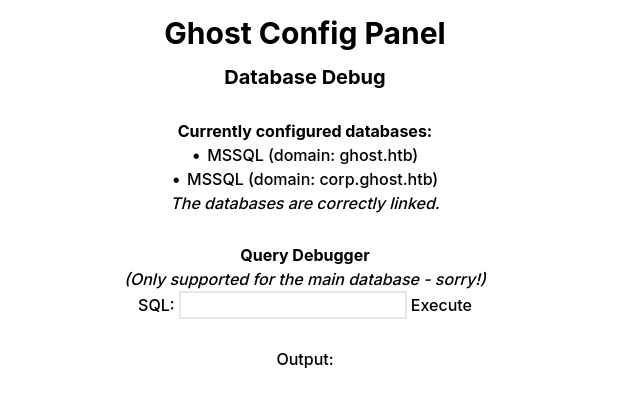 Ghost Config Panel
Database Debug
Currently configured databases:
• MSSQL (domain: ghost.htb)
• MSSQL (domain: corp.ghost.htb)
The databases are correctly linked.
Query Debugger
(Only supported for the main database - sorry!)
SQL: Execute
Output: